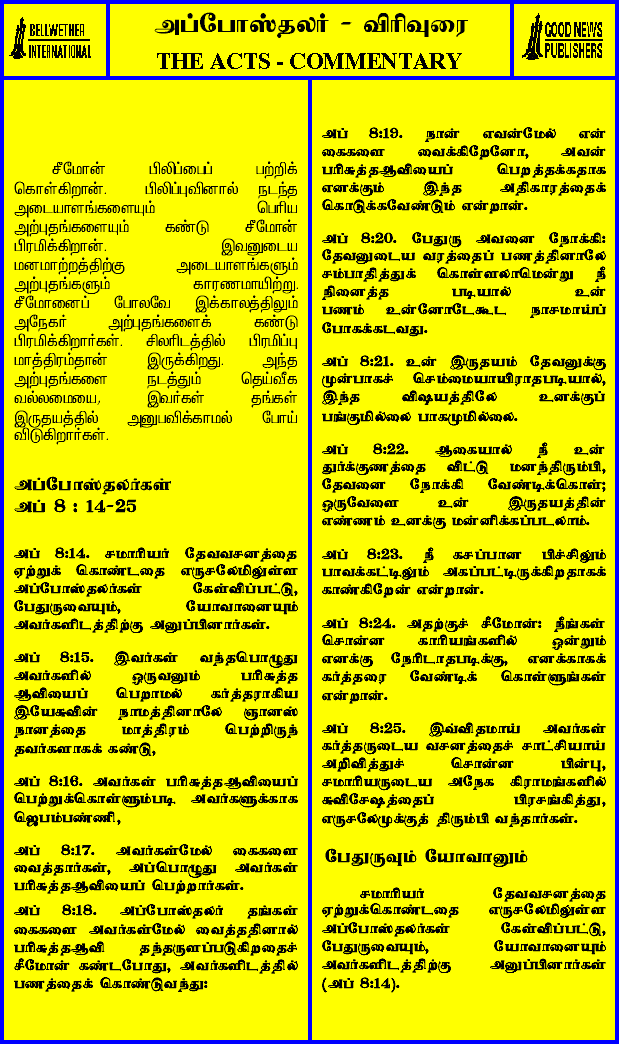 BELLWETHER
INTERNATIONAL
அப்போஸ்தலர் - விரிவுரை
THE ACTS - COMMENTARY
GOOD NEWS
PUBLISHERS
சீமோன் பிலிப்பைப் பற்றிக்
கொள்கிறான். பிலிப்புவினால் நடந்த
அடையாளங்களையும் பெரிய
அற்புதங்களையும் கண்டு சீமோன்
பிரமிக்கிறான். இவனுடைய
மனமாற்றத்திற்கு அடையாளங்களும்
அற்புதங்களும் காரணமாயிற்று.
சீமோனைப் போலவே இக்காலத்திலும்
அநேகர் அற்புதங்களைக் கண்டு
பிரமிக்கிறார்கள். சிலரிடத்தில் பிரமிப்பு
மாத்திரம்தான் இருக்கிறது. அந்த
அற்புதங்களை நடத்தும் தெய்வீக
வல்லமையை, இவர்கள் தங்கள்
இருதயத்தில் அனுபவிக்காமல் போய்
விடுகிறார்கள்.
அப்போஸ்தலர்கள்
அப் 8 : 14-25
அப் 8:14. சமாரியர் தேவவசனத்தை
ஏற்றுக் கொண்டதை எருசலேமிலுள்ள
அப்போஸ்தலர்கள் கேள்விப்பட்டு,
பேதுருவையும், யோவானையும்
அவர்களிடத்திற்கு அனுப்பினார்கள்.
அப் 8:15. இவர்கள் வந்தபொழுது
அவர்களில் ஒருவனும் பரிசுத்த
ஆவியைப் பெறாமல் கர்த்தராகிய
இயேசுவின் நாமத்தினாலே ஞானஸ்
நானத்தை மாத்திரம் பெற்றிருந்
தவர்களாகக் கண்டு,
அப் 8:16. அவர்கள் பரிசுத்தஆவியைப்
பெற்றுக்கொள்ளும்படி அவர்களுக்காக
ஜெபம்பண்ணி,
அப் 8:17. அவர்கள்மேல் கைகளை
வைத்தார்கள், அப்பொழுது அவர்கள்
பரிசுத்தஆவியைப் பெற்றார்கள்.
அப் 8:18. அப்போஸ்தலர் தங்கள்
கைகளை அவர்கள்மேல் வைத்ததினால்
பரிசுத்தஆவி தந்தருளப்படுகிறதைச்
சீமோன் கண்டபோது, அவர்களிடத்தில்
பணத்தைக் கொண்டுவந்து:
அப் 8:19. நான் எவன்மேல் என்
கைகளை வைக்கிறேனோ, அவன்
பரிசுத்தஆவியைப் பெறத்தக்கதாக
எனக்கும் இந்த அதிகாரத்தைக்
கொடுக்கவேண்டும் என்றான்.
அப் 8:20. பேதுரு அவனை நோக்கி:
தேவனுடைய வரத்தைப் பணத்தினாலே
சம்பாதித்துக் கொள்ளலாமென்று நீ
நினைத்த படியால் உன்
பணம் உன்னோடேகூட நாசமாய்ப்
போகக்கடவது.
அப் 8:21. உன் இருதயம் தேவனுக்கு
முன்பாகச் செம்மையாயிராதபடியால்,
இந்த விஷயத்திலே உனக்குப்
பங்குமில்லை பாகமுமில்லை.
அப் 8:22. ஆகையால் நீ உன்
துர்க்குணத்தை விட்டு மனந்திரும்பி,
தேவனை நோக்கி வேண்டிக்கொள்;
ஒருவேளை உன் இருதயத்தின்
எண்ணம் உனக்கு மன்னிக்கப்படலாம்.
அப் 8:23. நீ கசப்பான பிச்சிலும்
பாவக்கட்டிலும் அகப்பட்டிருக்கிறதாகக்
காண்கிறேன் என்றான்.
அப் 8:24. அதற்குச் சீமோன்: நீங்கள்
சொன்ன காரியங்களில் ஒன்றும்
எனக்கு நேரிடாதபடிக்கு, எனக்காகக்
கர்த்தரை வேண்டிக் கொள்ளுங்கள்
என்றான்.
அப் 8:25. இவ்விதமாய் அவர்கள்
கர்த்தருடைய வசனத்தைச் சாட்சியாய்
அறிவித்துச் சொன்ன பின்பு,
சமாரியருடைய அநேக கிராமங்களில்
சுவிசேஷத்தைப் பிரசங்கித்து,
எருசலேமுக்குத் திரும்பி வந்தார்கள்.
பேதுருவும் யோவானும்
சமாரியர் தேவவசனத்தை
ஏற்றுக்கொண்டதை எருசலேமிலுள்ள
அப்போஸ்தலர்கள் கேள்விப்பட்டு,
பேதுருவையும், யோவானையும்
அவர்களிடத்திற்கு அனுப்பினார்கள்
(அப் 8:14).